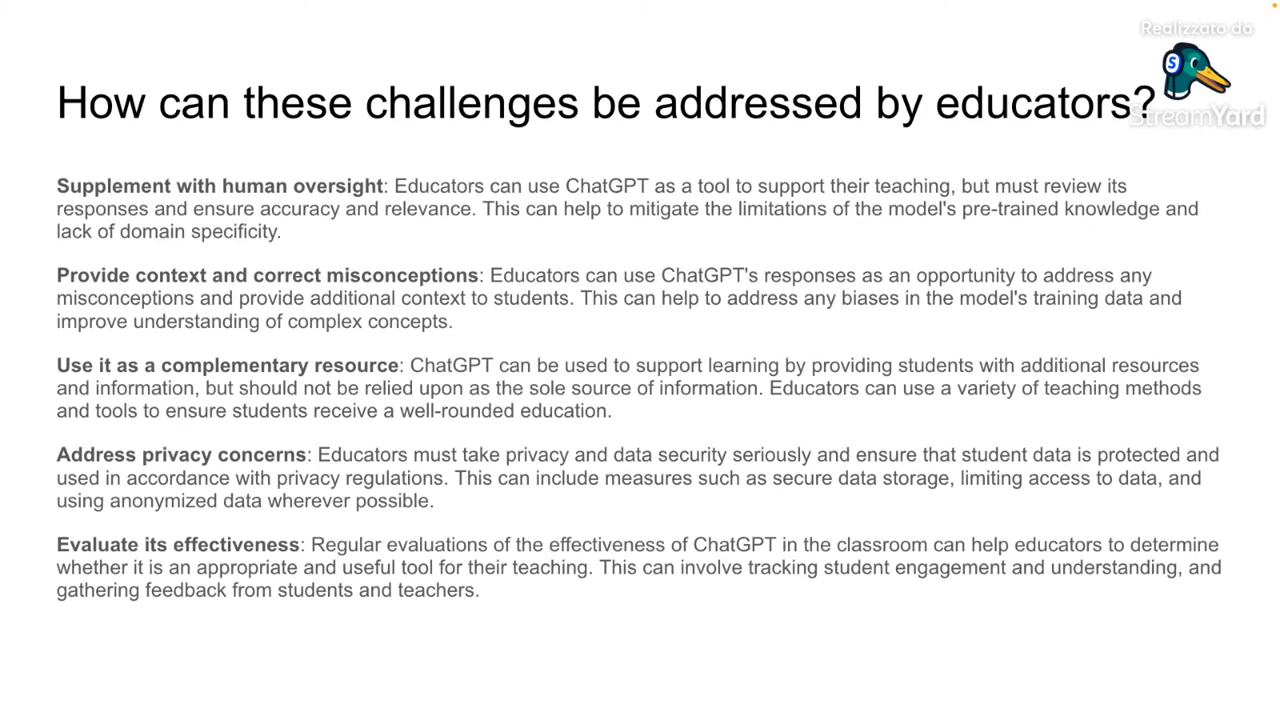 Realizzato da
S
StreamYard
How can these challenges be addressed by educators?
Supplement with human oversight: Educators can use ChatGPT as a tool to support their teaching, but must review its
responses and ensure accuracy and relevance. This can help to mitigate the limitations of the model's pre-trained knowledge and
lack of domain specificity.
Provide context and correct misconceptions: Educators can use ChatGPT's responses as an opportunity to address any
misconceptions and provide additional context to students. This can help to address any biases in the model's training data and
improve understanding of complex concepts.
Use it as a complementary resource: ChatGPT can be used to support learning by providing students with additional resources
and information, but should not be relied upon as the sole source of information. Educators can use a variety of teaching methods
and tools to ensure students receive a well-rounded education.
Address privacy concerns: Educators must take privacy and data security seriously and ensure that student data is protected and
used in accordance with privacy regulations. This can include measures such as secure data storage, limiting access to data, and
using anonymized data wherever possible.
Evaluate its effectiveness: Regular evaluations of the effectiveness of ChatGPT in the classroom can help educators to determine
whether it is an appropriate and useful tool for their teaching. This can involve tracking student engagement and understanding, and
gathering feedback from students and teachers.